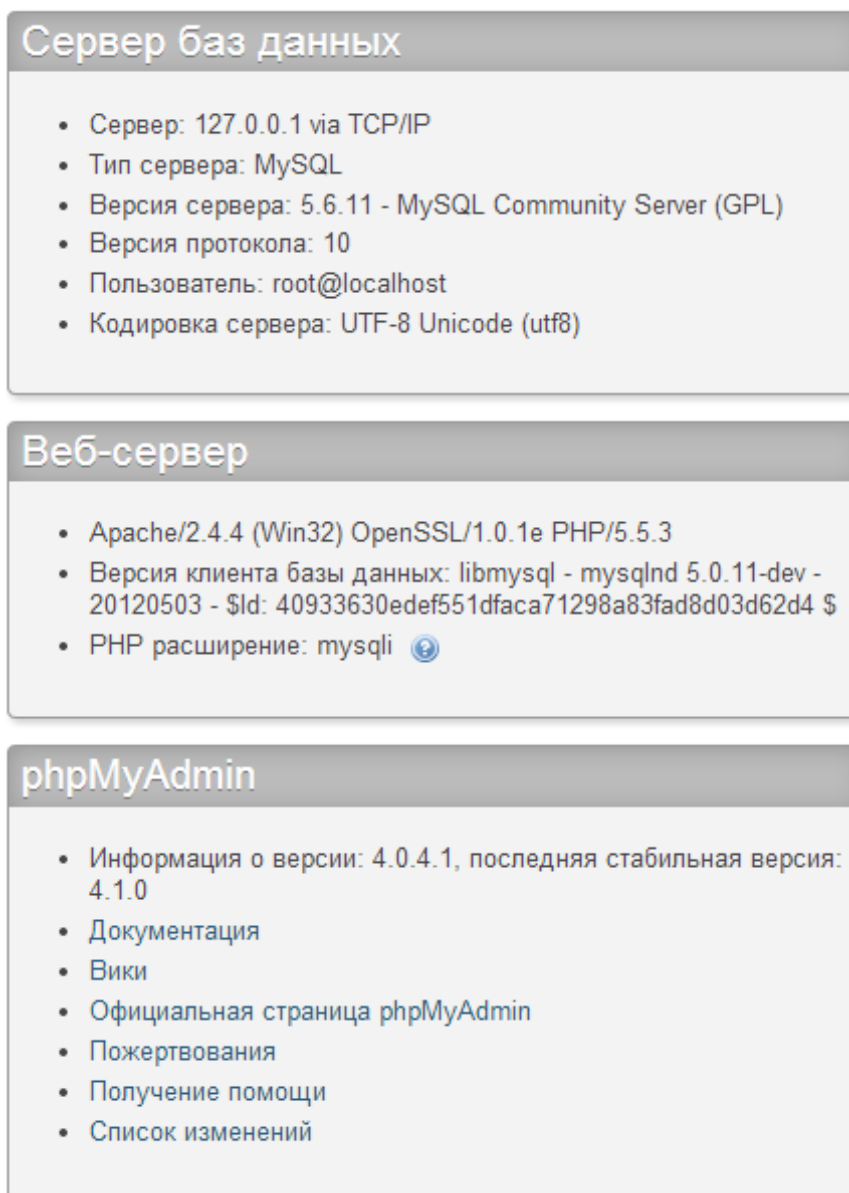 Сервер баз данных
Сервер: 127.0.0.1 via TCP/IP
Тип сервера: MySQL
Версия сервера: 5.6.11 - MySQL Community Server (GPL)
Версия протокола: 10
Пользователь: root@localhost
Кодировка сервера: UTF-8 Unicode (utf8)
Веб-сервер
Apache/2.4.4 (Win32) OpenSSL/1.0.1e PHP/5.5.3
Версия клиента базы данных: libmysql - mysqlnd 5.0.11-dev -
20120503 - $Id: 40933630edef551dfaca71298a83fad8d03d62d4 $
PHP расширение: mysqli
phpMyAdmin
Информация о версии: 4.0.4.1, последняя стабильная версия:
4.1.0
Документация
Вики
Официальная страница phpMyAdmin
Пожертвования
Получение помощи
Список изменений